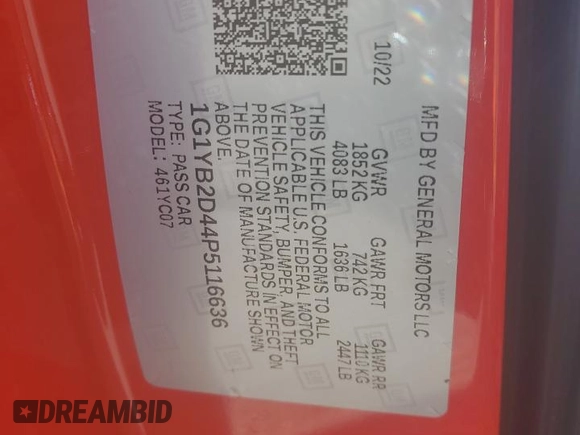 MFD BY GENERAL MOTORS LLC
10/22
GVWR GAWR FRT GAWR RR
1852 KG 742 KG 1110 KG
4083 LB 1636 LB 2447 LB
THIS VEHICLE CONFORMS TO ALL
APPLICABLE U.S. FEDERAL MOTOR
VEHICLE SAFETY, BUMPER, AND THEFT
PREVENTION STANDARDS IN EFFECT ON
THE DATE OF MANUFACTURE SHOWN
ABOVE.
1G1YB2D44P5116636
TYPE: PASS CAR
MODEL: 461YC07
DREAMBID